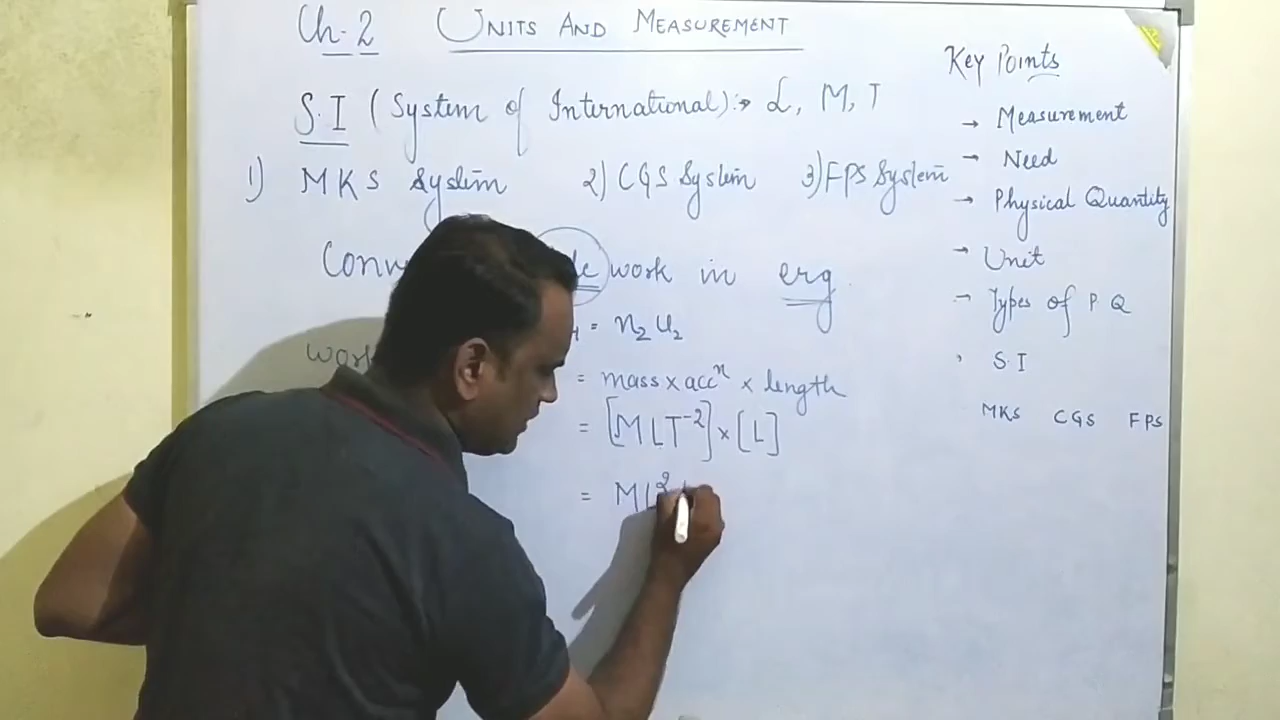 Ch-2 UNITS AND MEASUREMENT
S.I (System of International):→ L, M, T
1) MKS System 2) CGS System 3) FPS System
work in erg
= n₂ u₂
work
= mass x accⁿ x length
= [MLT⁻²] x [L]
= ML²
Key Points
→ Measurement
→ Need
→ Physical Quantity
→ Unit
→ Types of P Q
S.I
MKS CGS FPS